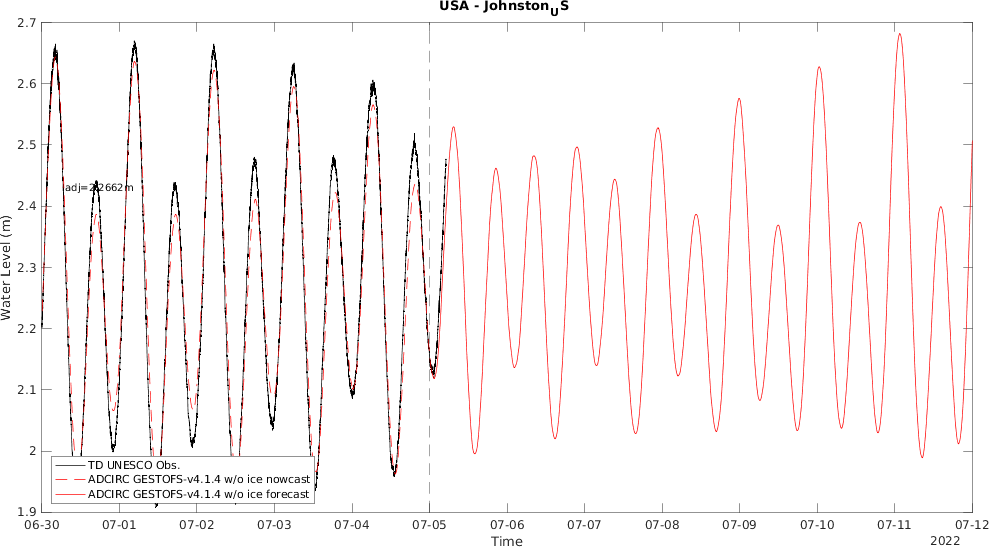 USA - Johnston_US
2.7
2.6
2.5
adj=2.2662m
2.4
2.3
Water Level (m)
2.2
2.1
2
1.9
TD UNESCO Obs.
ADCIRC GESTOFS-v4.1.4 w/o ice nowcast
ADCIRC GESTOFS-v4.1.4 w/o ice forecast
06-30 07-01 07-02 07-03 07-04 07-05 07-06 07-07 07-08 07-09 07-10 07-11 07-12
Time
2022